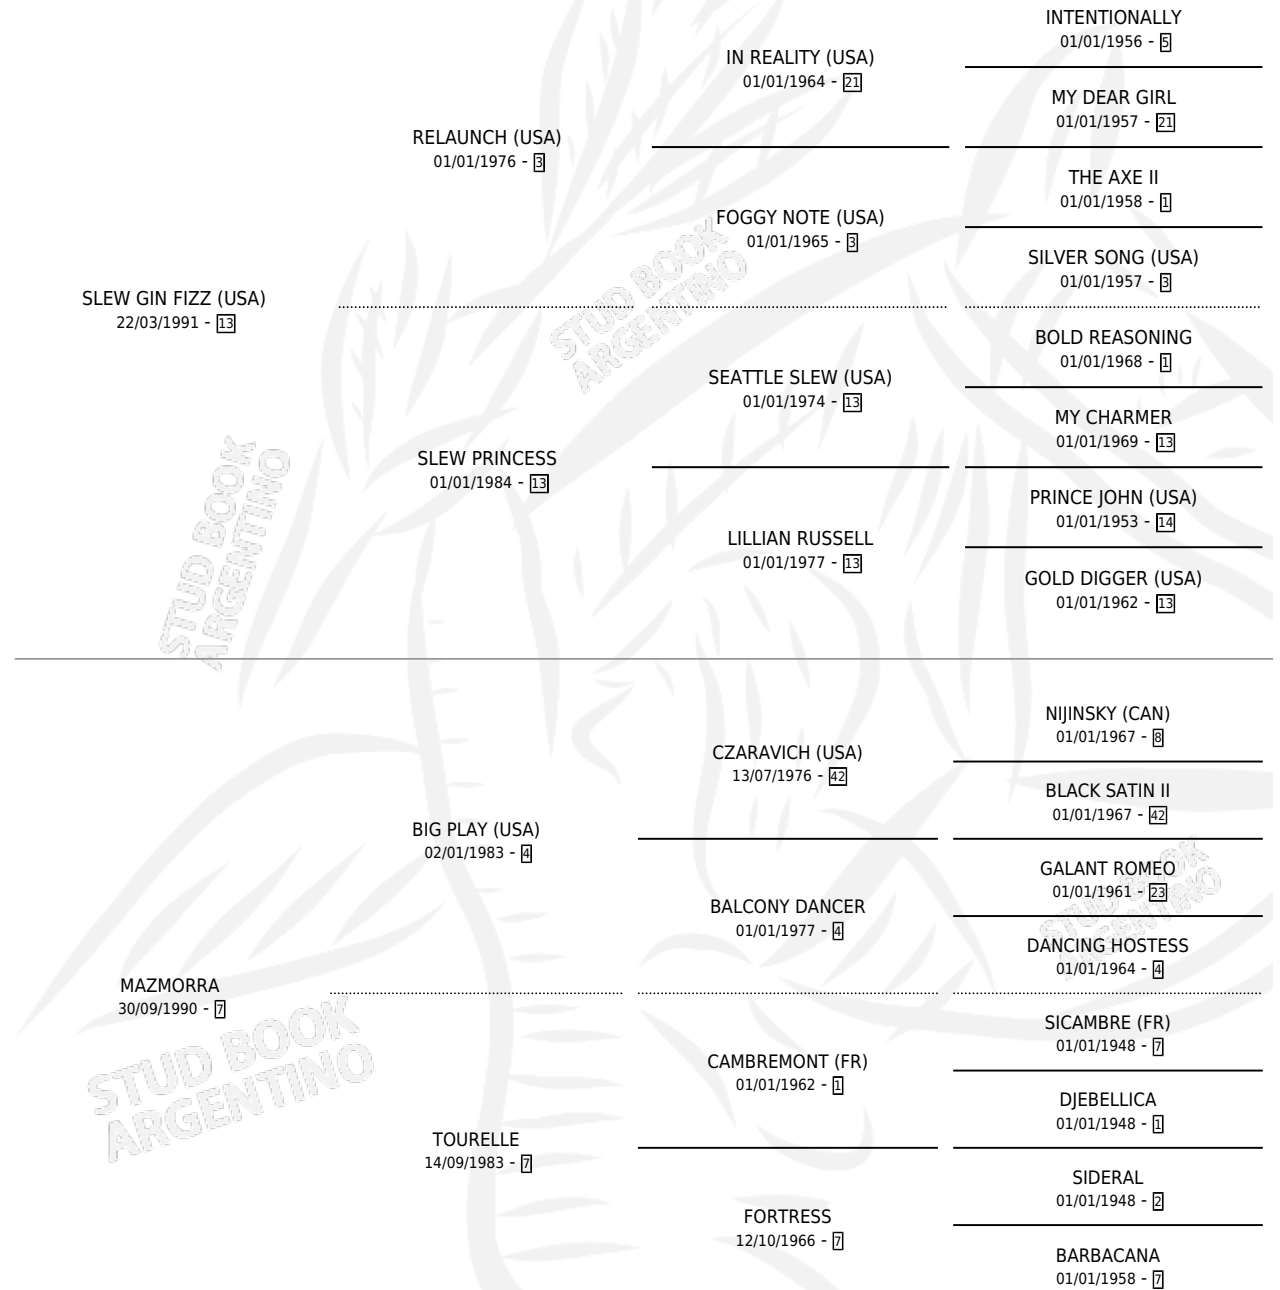 INTENTIONALLY
01/01/1956 - 5
IN REALITY (USA)
01/01/1964 - 21
MY DEAR GIRL
01/01/1957 - 21
RELAUNCH (USA)
01/01/1976 - 3
THE AXE II
01/01/1958 - 1
FOGGY NOTE (USA)
01/01/1965 - 3
SILVER SONG (USA)
01/01/1957 - 3
SLEW GIN FIZZ (USA)
22/03/1991 - 13
BOLD REASONING
01/01/1968 - 1
SEATTLE SLEW (USA)
01/01/1974 - 13
MY CHARMER
01/01/1969 - 13
SLEW PRINCESS
01/01/1984 - 13
PRINCE JOHN (USA)
01/01/1953 - 14
LILLIAN RUSSELL
01/01/1977 - 13
GOLD DIGGER (USA)
01/01/1962 - 13
NIJINSKY (CAN)
01/01/1967 - 8
CZARAVICH (USA)
13/07/1976 - 42
BLACK SATIN II
01/01/1967 - 42
BIG PLAY (USA)
02/01/1983 - 4
GALANT ROMEO
01/01/1961 - 23
BALCONY DANCER
01/01/1977 - 4
DANCING HOSTESS
01/01/1964 - 4
MAZMORRA
30/09/1990 - 7
SICAMBRE (FR)
01/01/1948 - 7
CAMBREMONT (FR)
01/01/1962 - 1
DJEBELLICA
01/01/1948 - 1
TOURELLE
14/09/1983 - 7
SIDERAL
01/01/1948 - 2
FORTRESS
12/10/1966 - 7
BARBACANA
01/01/1958 - 7
STUD BOOK
ARGENTINO
STUD BOOK
ARGENTINO
STUD BOOK
ARGENTINO
STUD BOOK
ARGENTINO